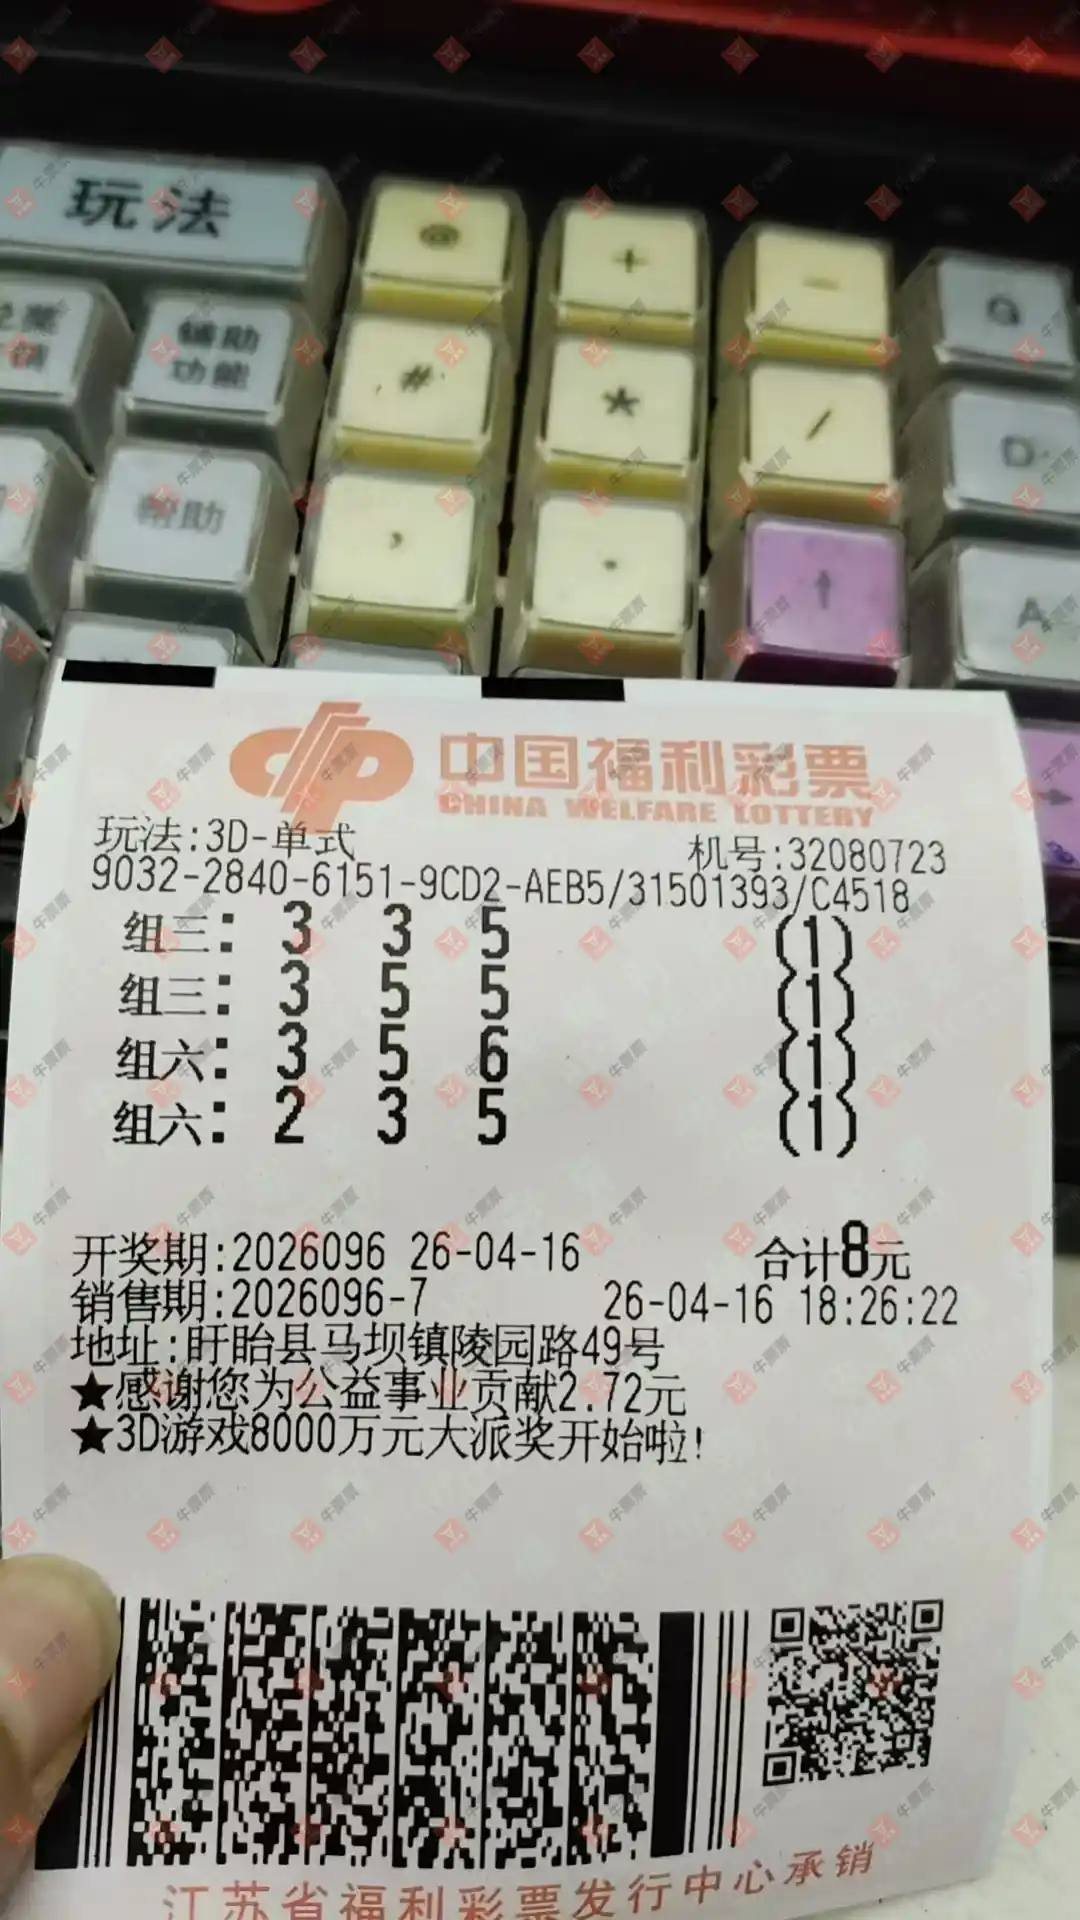 玩法
@
+
-
G
辅助
功能
#
*
/
D
帮助
,
.
↑
A
中国福利彩票
CHINA WELFARE LOTTERY
玩法:3D-单式
机号:32080723
9032-2840-6151-9CD2-AEB5/31501393/C4518
组三: 3 3 5 (1)
组三: 3 5 5 (1)
组六: 3 5 6 (1)
组六: 2 3 5 (1)
开奖期:2026096 26-04-16 合计8元
销售期:2026096-7 26-04-16 18:26:22
地址:盱眙县马坝镇陵园路49号
★感谢您为公益事业贡献2.72元
★3D游戏8000万元大派奖开始啦!
江苏省福利彩票发行中心承销
牛票票